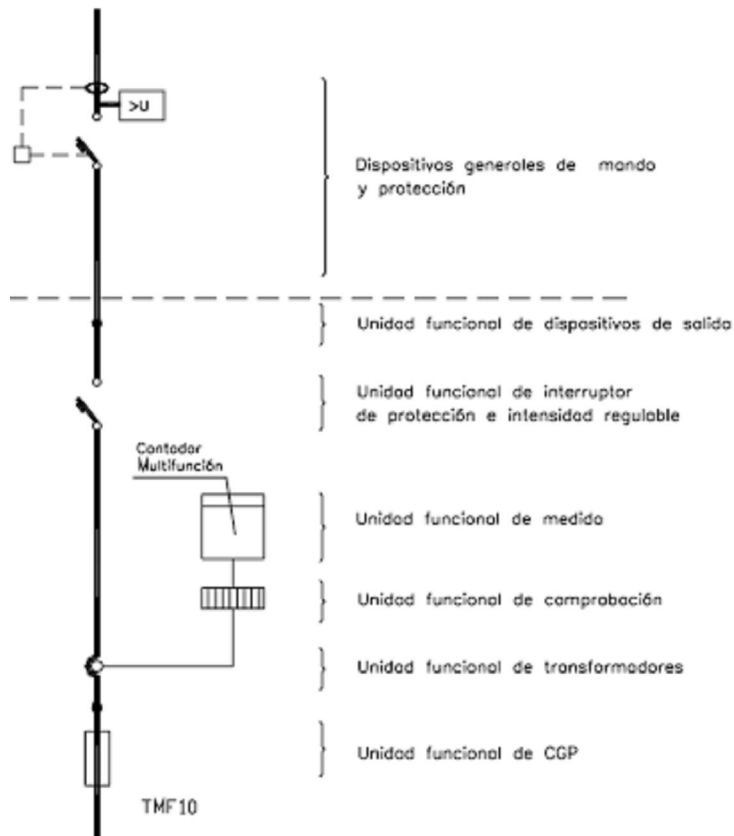 >U
Dispositivos generales de mando
y protección
Unidad funcional de dispositivos de salida
Unidad funcional de interruptor
de protección e intensidad regulable
Contador
Multifunción
Unidad funcional de medida
Unidad funcional de comprobación
Unidad funcional de transformadores
Unidad funcional de CGP
TMF10